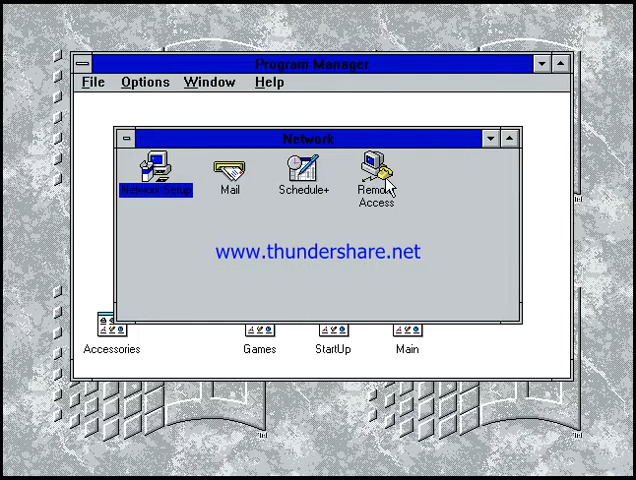 Program Manager
File Options Window Help
Network
Network Setup
Mail
Schedule+
Remote
Access
www.thundershare.net
Accessories
Games
StartUp
Main